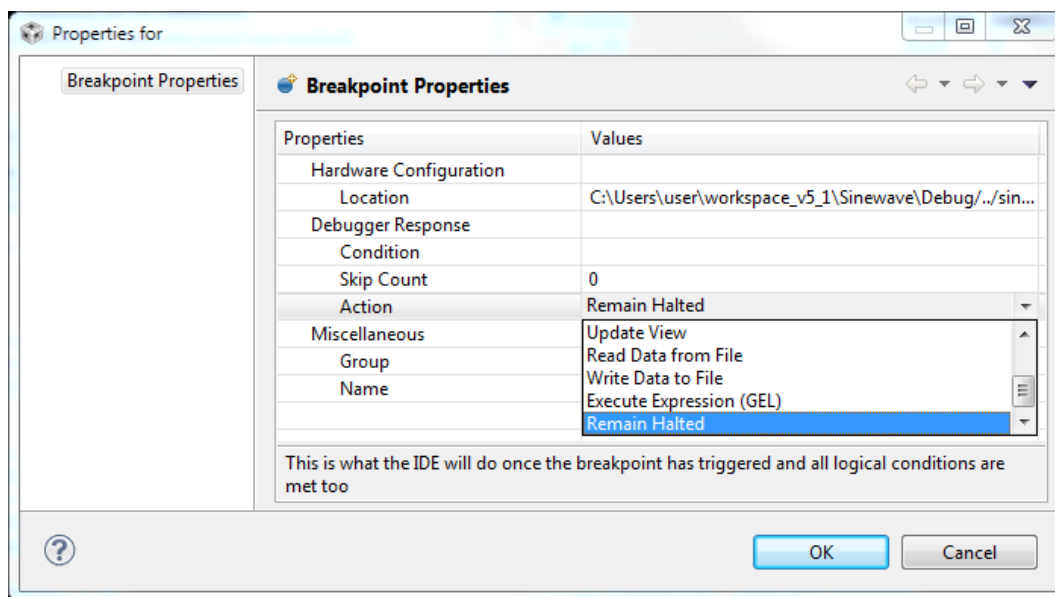 Properties for
Breakpoint Properties
Breakpoint Properties
Properties Values
Hardware Configuration
Location C:\Users\user\workspace_v5_1\Sinewave\Debug/../sin...
Debugger Response
Condition
Skip Count 0
Action Remain Halted
Miscellaneous Update View
Group Read Data from File
Write Data to File
Name Execute Expression (GEL)
Remain Halted
This is what the IDE will do once the breakpoint has triggered and all logical conditions are
met too
? OK Cancel